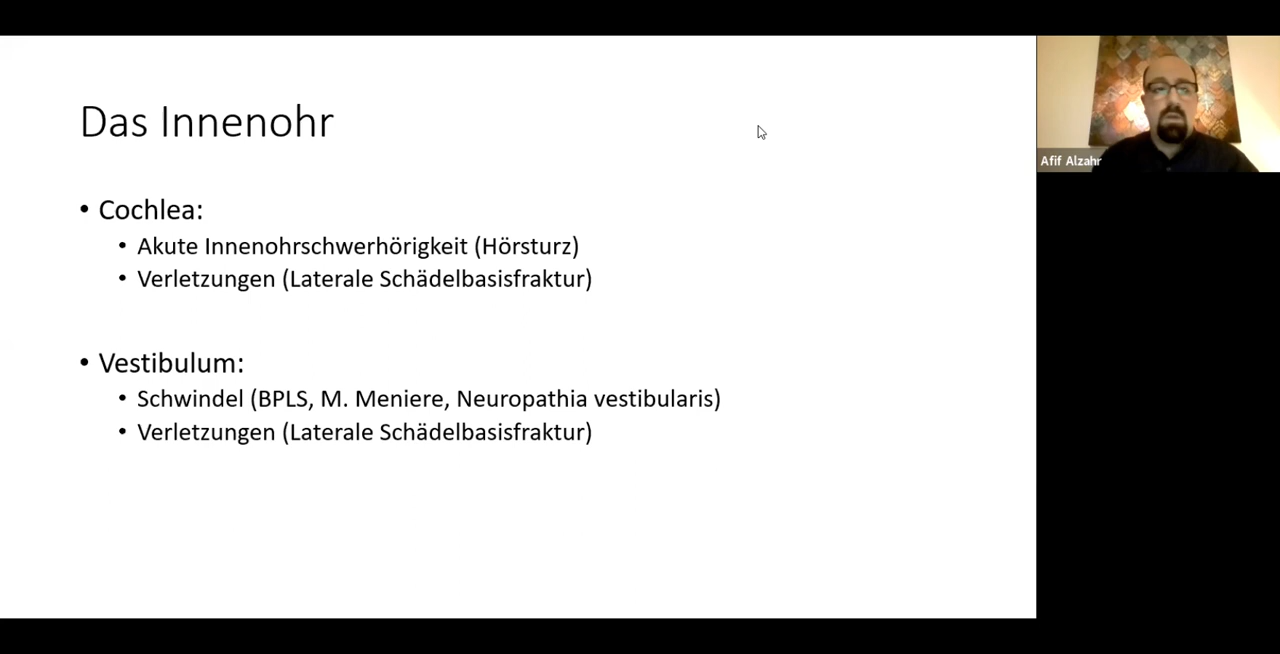 Das Innenohr
• Cochlea:
• Akute Innenohrschwerhörigkeit (Hörsturz)
• Verletzungen (Laterale Schädelbasisfraktur)
• Vestibulum:
• Schwindel (BPLS, M. Meniere, Neuropathia vestibularis)
• Verletzungen (Laterale Schädelbasisfraktur)
Afif Alzahr